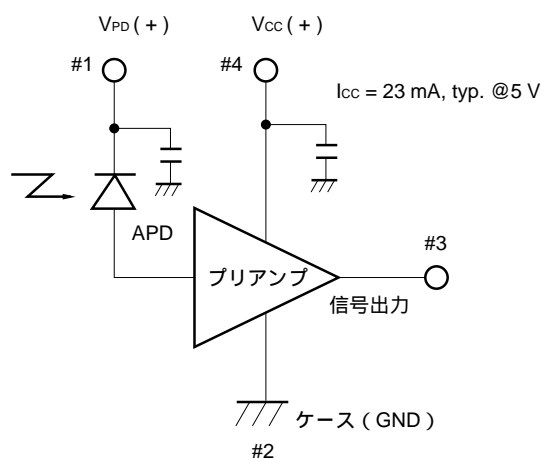 VPD ( + )
VCC ( + )
#1
#4
ICC = 23 mA, typ. @5 V
APD
#3
プリアンプ
信号出力
ケース ( GND )
#2